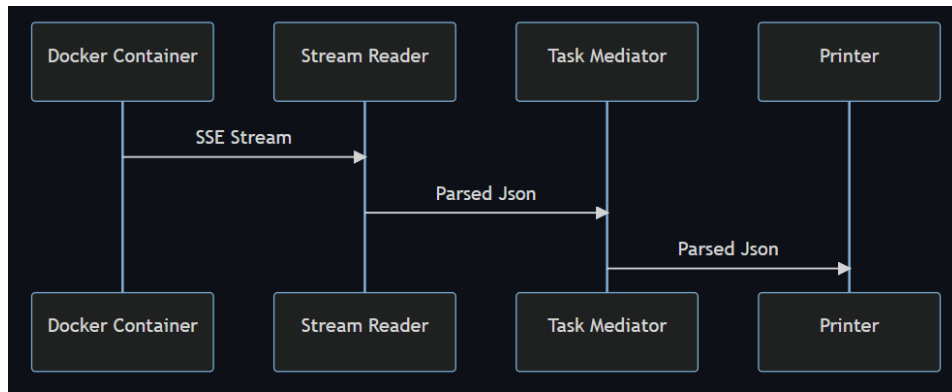 Docker Container
Stream Reader
Task Mediator
Printer
SSE Stream
Parsed Json
Parsed Json
Docker Container
Stream Reader
Task Mediator
Printer